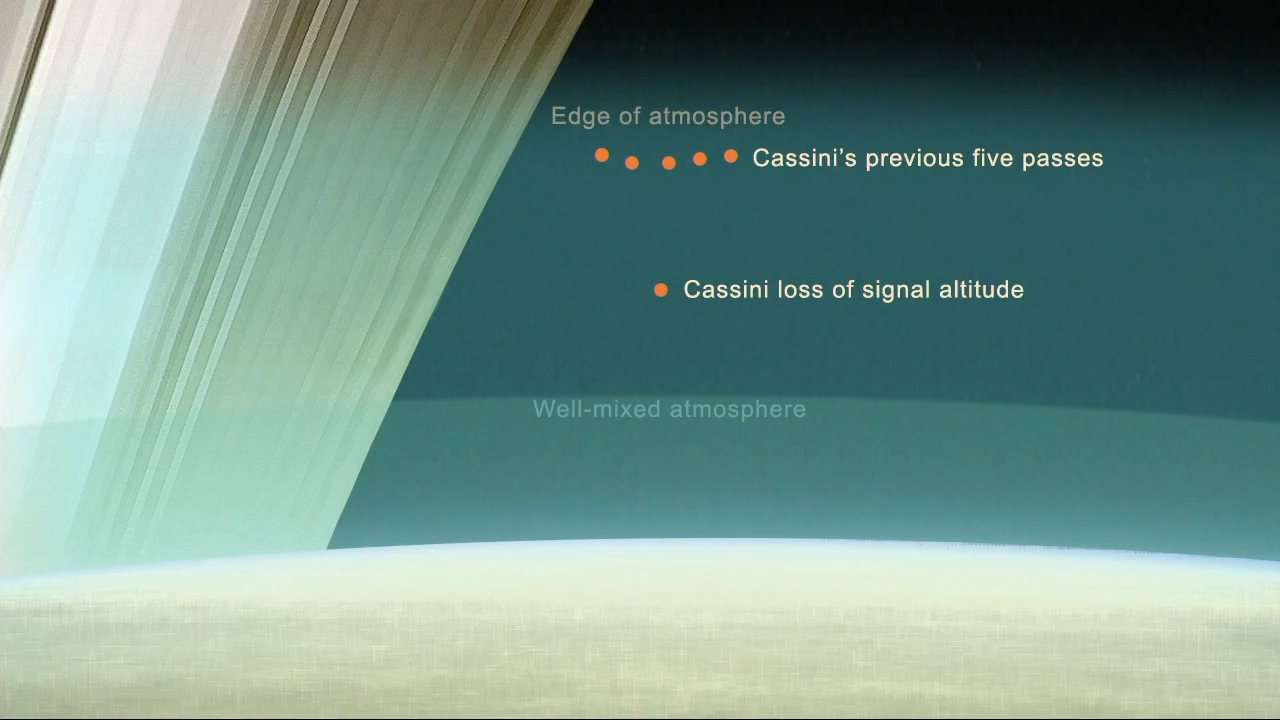 Edge of atmosphere
Cassini’s previous five passes
Cassini loss of signal altitude
Well-mixed atmosphere